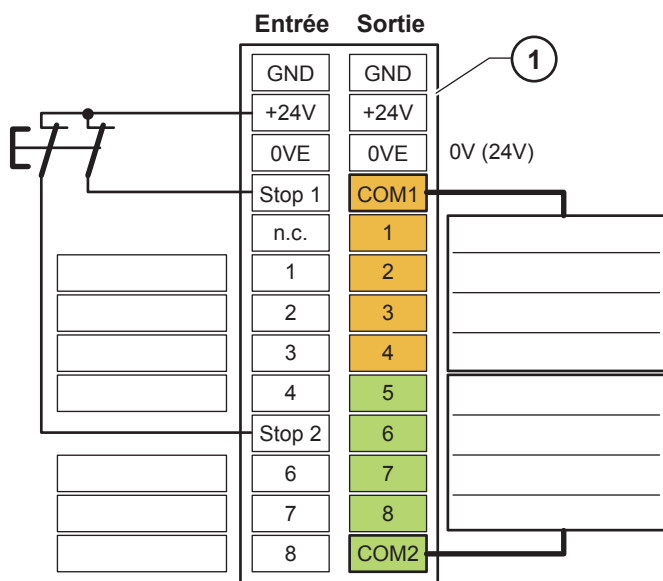 Entrée Sortie
1
GND GND
+24V +24V
0VE 0VE 0V (24V)
Stop 1 COM1
n.c. 1
1 2
2 3
3 4
4 5
Stop 2 6
6 7
7 8
8 COM2